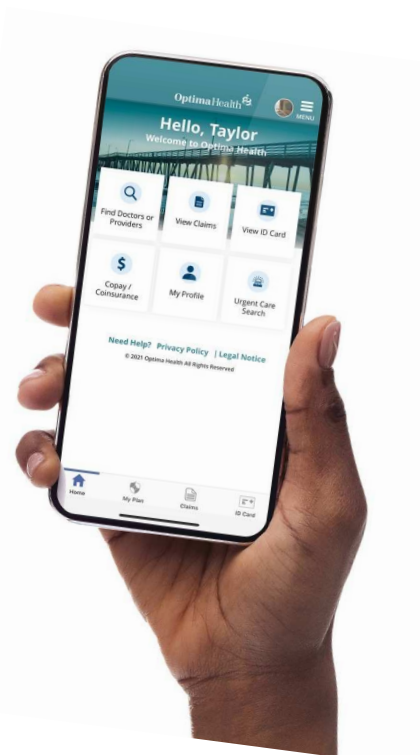 OptimaHealth
MENU
Hello, Taylor
Welcome to Optima Health
Find Doctors or
Providers
View Claims
View ID Card
Copay /
Coinsurance
My Profile
Urgent Care
Search
Need Help? Privacy Policy | Legal Notice
© 2021 Optima Health All Rights Reserved
Home
My Plan
Claims
ID Card